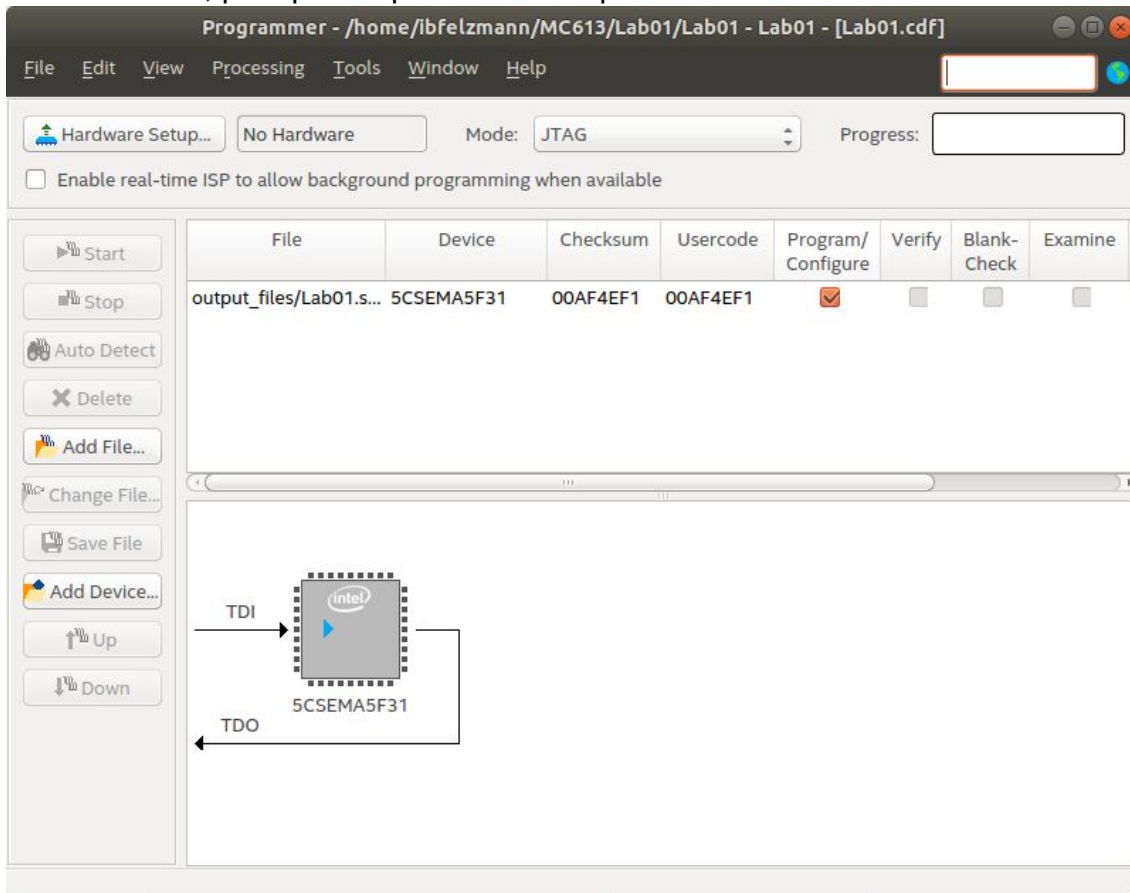 Programmer - /home/ibfelzmann/MC613/Lab01/Lab01 - Lab01 - [Lab01.cdf]
File Edit View Processing Tools Window Help
Hardware Setup... No Hardware Mode: JTAG Progress:
Enable real-time ISP to allow background programming when available
Start
Stop
Auto Detect
Delete
Add File...
Change File...
Save File
Add Device...
Up
Down
File Device Checksum Usercode Program/ Configure Verify Blank- Check Examine
output_files/Lab01.s... 5CSEMA5F31 00AF4EF1 00AF4EF1
TDI
intel
5CSEMA5F31
TDO